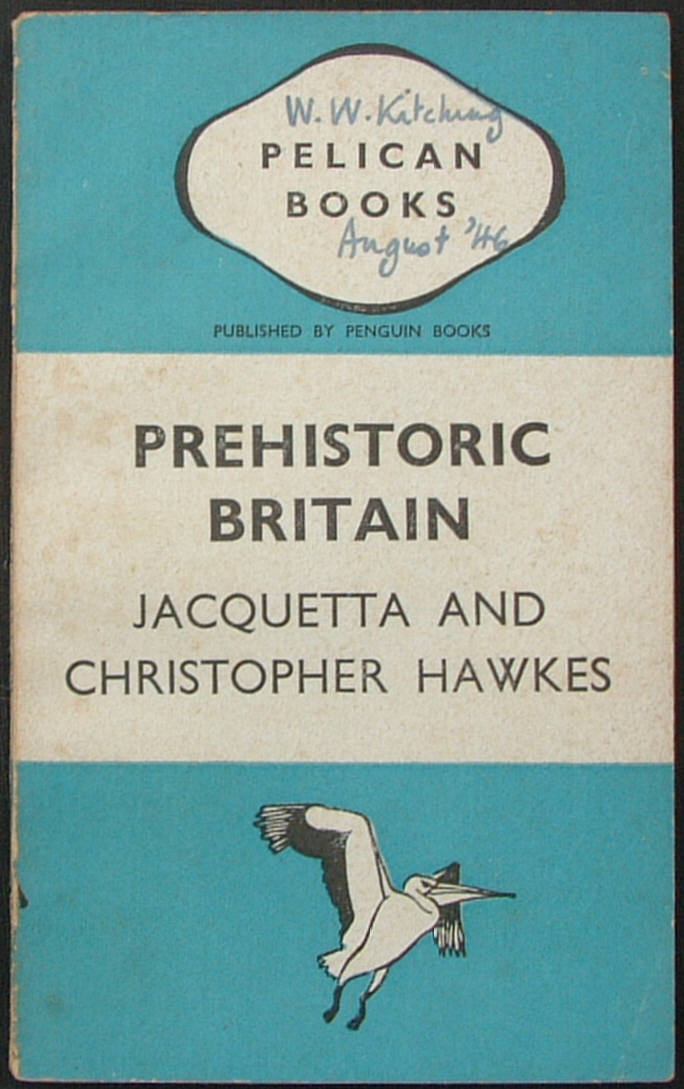 W. W. Kitching
PELICAN
BOOKS
August '46
PUBLISHED BY PENGUIN BOOKS
PREHISTORIC
BRITAIN
JACQUETTA AND
CHRISTOPHER HAWKES